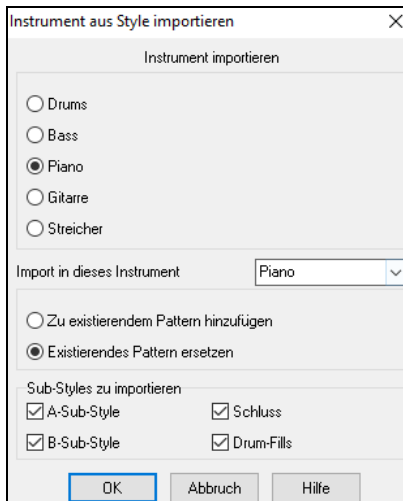 Instrument aus Style importieren
Instrument importieren
Drums
Bass
Piano
Gitarre
Streicher
Import in dieses Instrument Piano
Zu existierendem Pattern hinzufügen
Existierendes Pattern ersetzen
Sub-Styles zu importieren
A-Sub-Style Schluss
B-Sub-Style Drum-Fills
OK Abbruch Hilfe